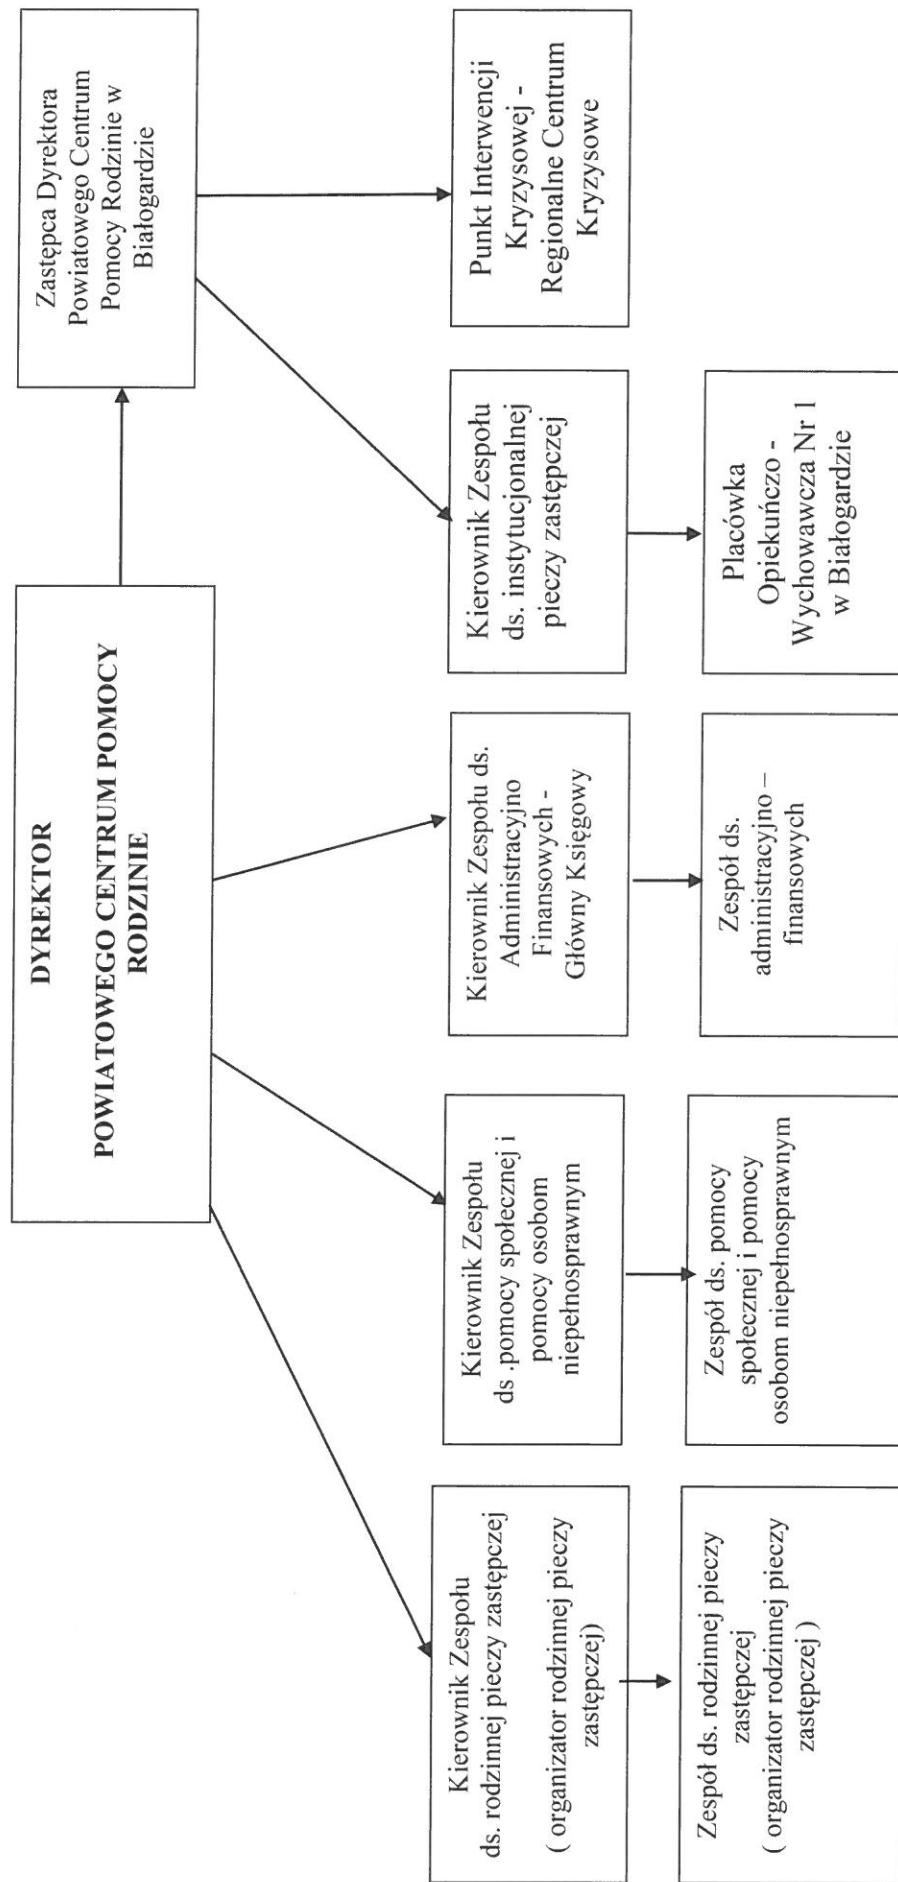 DYREKTOR
POWIATOWEGO CENTRUM POMOCY
RODZINIE
Zastępca Dyrektora
Powiatowego Centrum
Pomocy Rodzinie w
Białogardzie
Kierownik Zespołu
ds. rodzinnej pieczy zastępczej
( organizator rodzinnej pieczy
zastępczej)
Kierownik Zespołu
ds .pomocy społecznej i
pomocy osobom
niepełnosprawnym
Kierownik Zespołu ds.
Administracyjno
Finansowych -
Główny Księgowy
Kierownik Zespołu
ds. instytucjonalnej
pieczy zastępczej
Punkt Interwencji
Kryzysowej -
Regionalne Centrum
Kryzysowe
Zespół ds. rodzinnej pieczy
zastępczej
( organizator rodzinnej pieczy
zastępczej )
Zespół ds. pomocy
społecznej i pomocy
osobom niepełnosprawnym
Zespół ds.
administracyjno –
finansowych
Placówka
Opiekuńczo -
Wychowawcza Nr 1
w Białogardzie